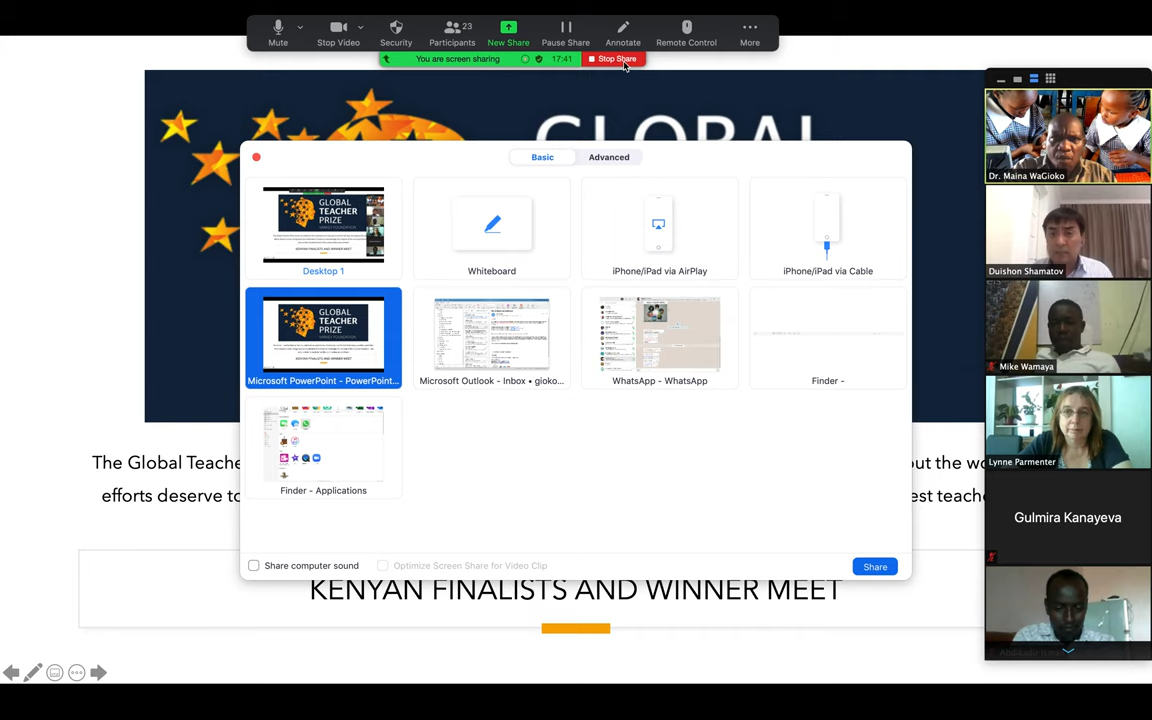 Mute
Stop Video
Security
23
Participants
New Share
Pause Share
Annotate
Remote Control
More
You are screen sharing
17:41
Stop Share
GLOBAL
Basic
Advanced
GLOBAL
TEACHER
PRIZE
Desktop 1
Whiteboard
iPhone/iPad via AirPlay
iPhone/iPad via Cable
GLOBAL
TEACHER
PRIZE
Microsoft PowerPoint - PowerPoint...
Microsoft Outlook - Inbox • gioko...
WhatsApp - WhatsApp
Finder -
Finder - Applications
The Global Teache
out the wo
efforts deserve to
est teache
Share computer sound
Optimize Screen Share for Video Clip
Share
KENYAN FINALISTS AND WINNER MEET
Dr. Maina WaGioko
Duishon Shamatov
Mike Wamaya
Lynne Parmenter
Gulmira Kanayeva